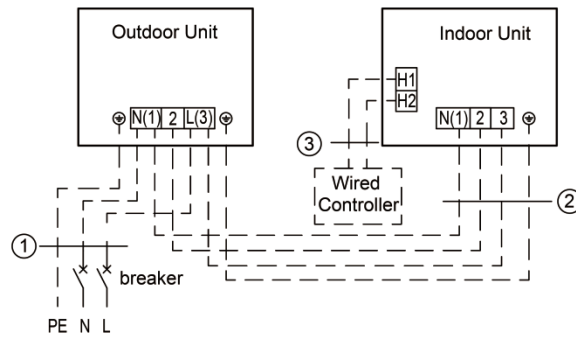 Outdoor Unit
Indoor Unit
H1
H2
N(1) 2 L(3)
N(1) 2 3
③
Wired
Controller
②
①
breaker
PE N L